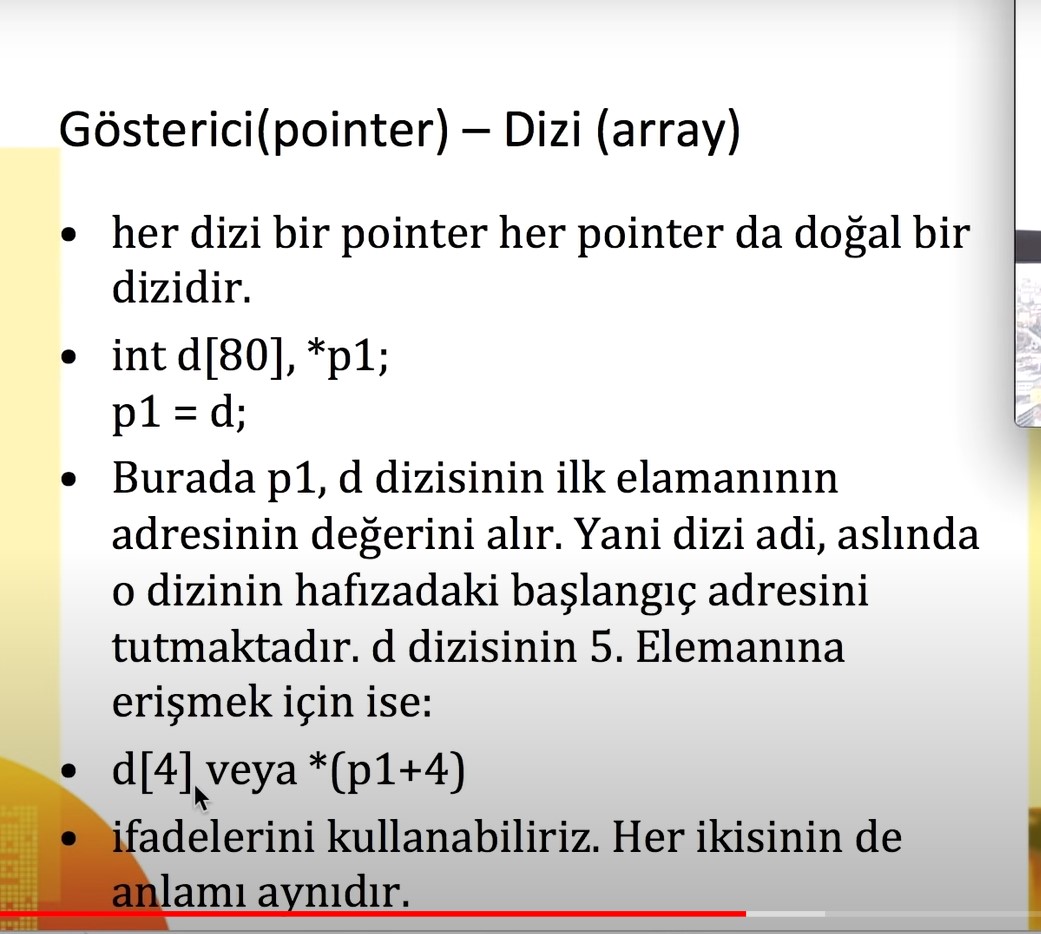 Gösterici(pointer) – Dizi (array)
• her dizi bir pointer her pointer da doğal bir
dizidir.
• int d[80], *p1;
p1 = d;
• Burada p1, d dizisinin ilk elamanının
adresinin değerini alır. Yani dizi adi, aslında
o dizinin hafızadaki başlangıç adresini
tutmaktadır. d dizisinin 5. Elemanına
erişmek için ise:
• d[4] veya *(p1+4)
• ifadelerini kullanabiliriz. Her ikisinin de
anlamı aynıdır.